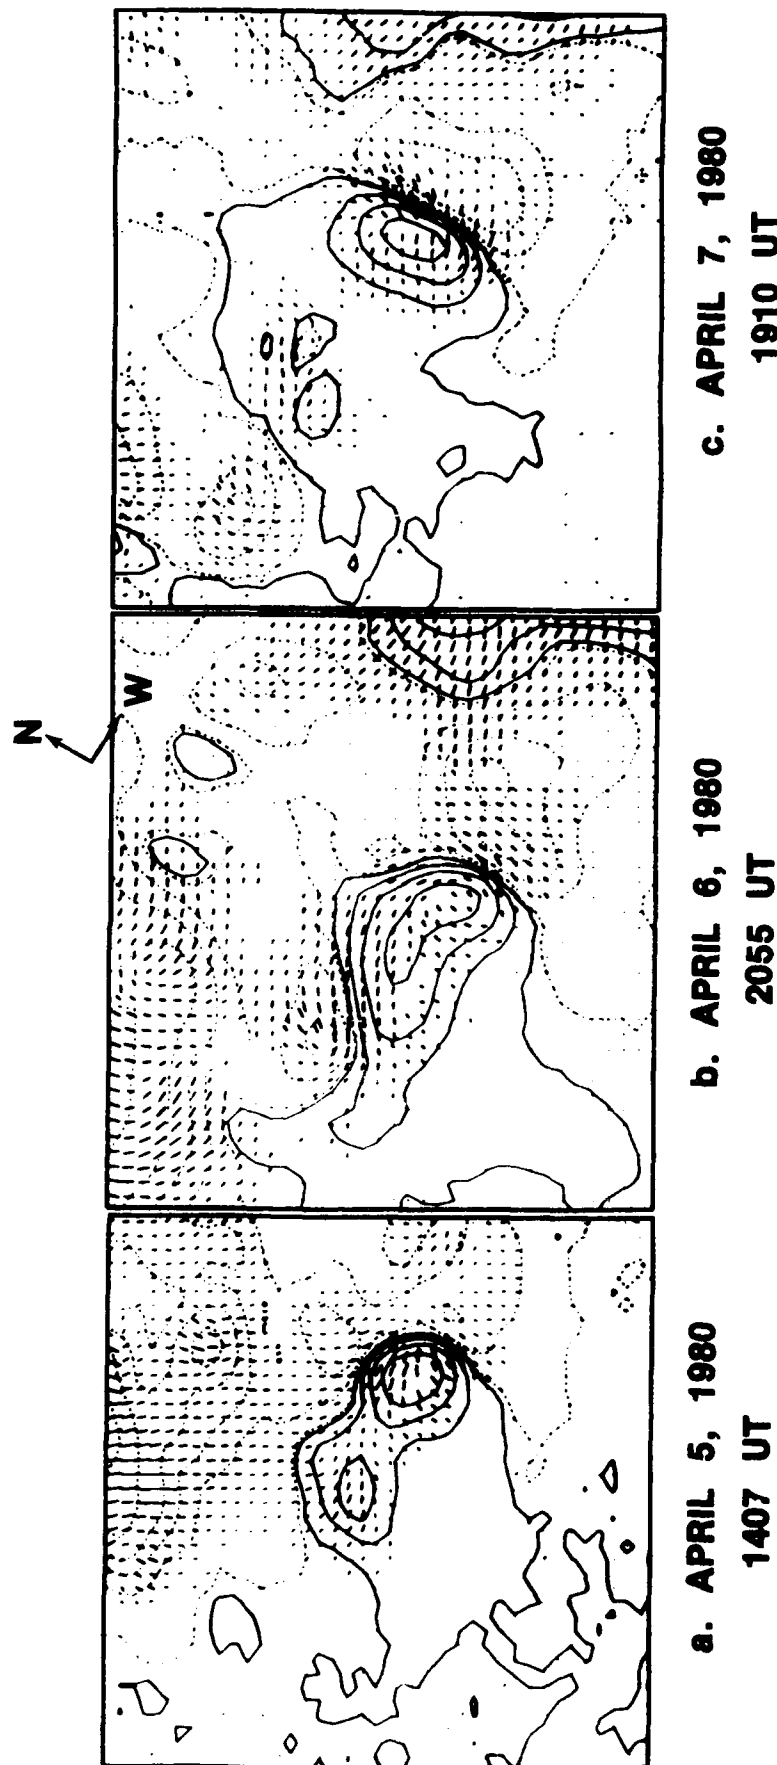 N
W
a. APRIL 5, 1980
1407 UT
b. APRIL 6, 1980
2055 UT
c. APRIL 7, 1980
1910 UT